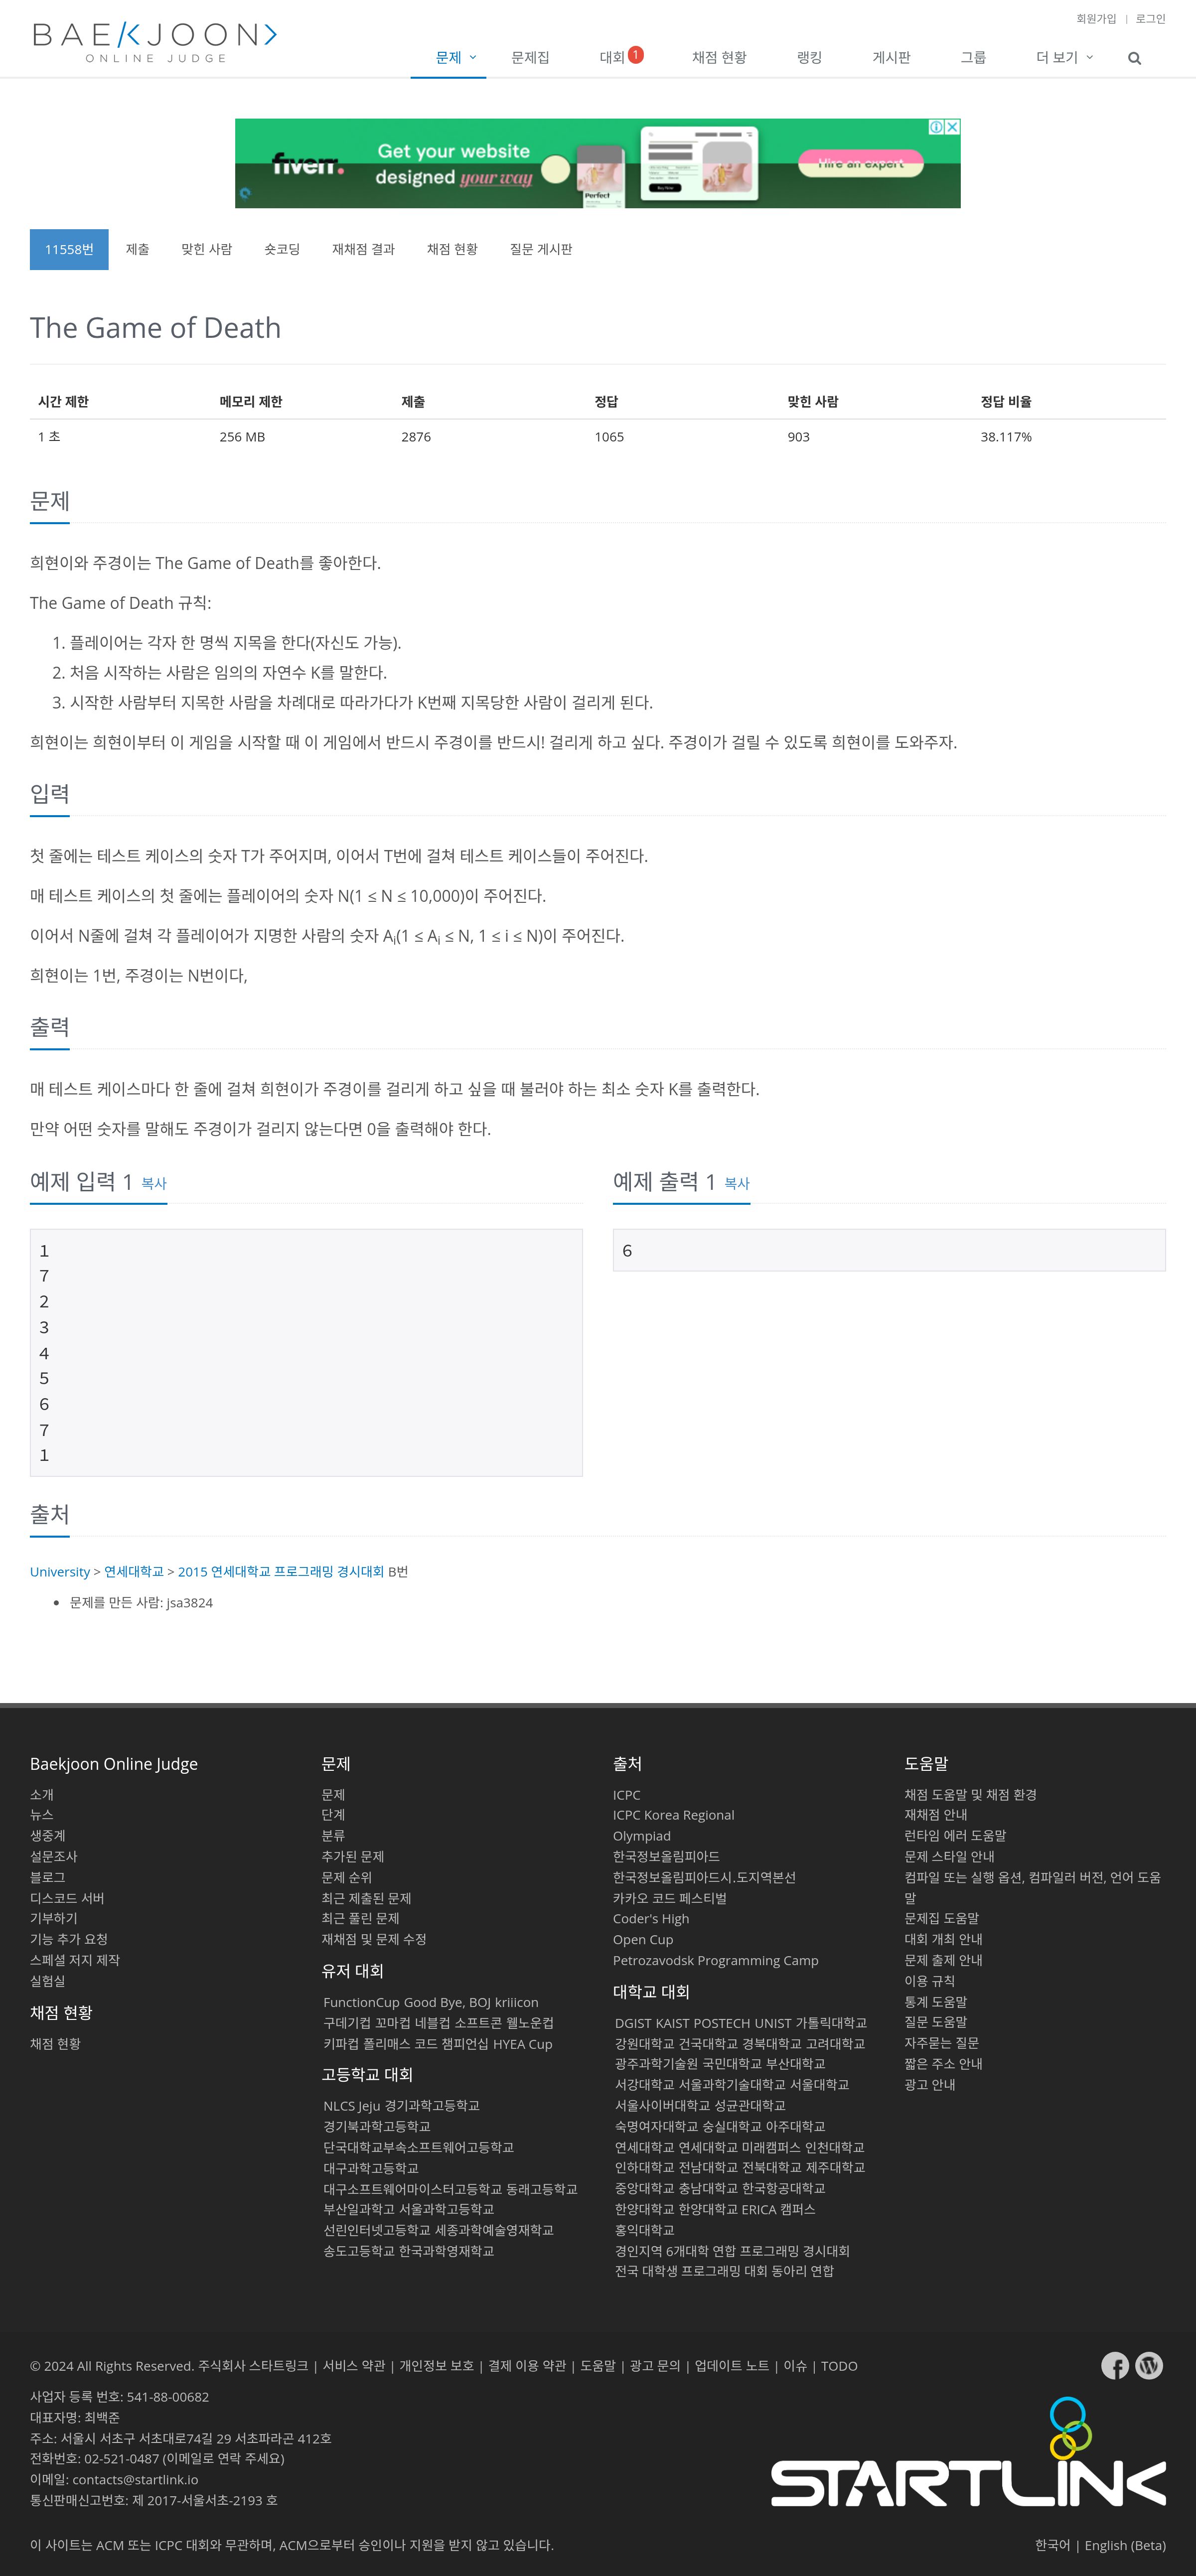 회원가입 | 로그인
BAEKJOON>
ONLINE JUDGE
문제 문제집 대회 1 채점 현황 랭킹 게시판 그룹 더 보기
fiverr. Get your website designed your way Perfect Buy Now Hire an expert
11558번 제출 맞힌 사람 숏코딩 재채점 결과 채점 현황 질문 게시판
The Game of Death
시간 제한 메모리 제한 제출 정답 맞힌 사람 정답 비율
1 초 256 MB 2876 1065 903 38.117%
문제
희현이와 주경이는 The Game of Death를 좋아한다.
The Game of Death 규칙:
1. 플레이어는 각자 한 명씩 지목을 한다(자신도 가능).
2. 처음 시작하는 사람은 임의의 자연수 K를 말한다.
3. 시작한 사람부터 지목한 사람을 차례대로 따라가다가 K번째 지목당한 사람이 걸리게 된다.
희현이는 희현이부터 이 게임을 시작할 때 이 게임에서 반드시 주경이를 반드시! 걸리게 하고 싶다. 주경이가 걸릴 수 있도록 희현이를 도와주자.
입력
첫 줄에는 테스트 케이스의 숫자 T가 주어지며, 이어서 T번에 걸쳐 테스트 케이스들이 주어진다.
매 테스트 케이스의 첫 줄에는 플레이어의 숫자 N(1 ≤ N ≤ 10,000)이 주어진다.
이어서 N줄에 걸쳐 각 플레이어가 지명한 사람의 숫자 Ai(1 ≤ Ai ≤ N, 1 ≤ i ≤ N)이 주어진다.
희현이는 1번, 주경이는 N번이다,
출력
매 테스트 케이스마다 한 줄에 걸쳐 희현이가 주경이를 걸리게 하고 싶을 때 불러야 하는 최소 숫자 K를 출력한다.
만약 어떤 숫자를 말해도 주경이가 걸리지 않는다면 0을 출력해야 한다.
예제 입력 1 복사
1
7
2
3
4
5
6
7
1
예제 출력 1 복사
6
출처
University > 연세대학교 > 2015 연세대학교 프로그래밍 경시대회 B번
• 문제를 만든 사람: jsa3824
Baekjoon Online Judge
소개
뉴스
생중계
설문조사
블로그
디스코드 서버
기부하기
기능 추가 요청
스페셜 저지 제작
실험실
채점 현황
채점 현황
문제
문제
단계
분류
추가된 문제
문제 순위
최근 제출된 문제
최근 풀린 문제
재채점 및 문제 수정
유저 대회
FunctionCup Good Bye, BOJ kriiicon
구데기컵 꼬마컵 네블컵 소프트콘 웰노운컵
키파컵 폴리매스 코드 챔피언십 HYEA Cup
고등학교 대회
NLCS Jeju 경기과학고등학교
경기북과학고등학교
단국대학교부속소프트웨어고등학교
대구과학고등학교
대구소프트웨어마이스터고등학교 동래고등학교
부산일과학고 서울과학고등학교
선린인터넷고등학교 세종과학예술영재학교
송도고등학교 한국과학영재학교
출처
ICPC
ICPC Korea Regional
Olympiad
한국정보올림피아드
한국정보올림피아드시.도지역본선
카카오 코드 페스티벌
Coder's High
Open Cup
Petrozavodsk Programming Camp
대학교 대회
DGIST KAIST POSTECH UNIST 가톨릭대학교
강원대학교 건국대학교 경북대학교 고려대학교
광주과학기술원 국민대학교 부산대학교
서강대학교 서울과학기술대학교 서울대학교
서울사이버대학교 성균관대학교
숙명여자대학교 숭실대학교 아주대학교
연세대학교 연세대학교 미래캠퍼스 인천대학교
인하대학교 전남대학교 전북대학교 제주대학교
중앙대학교 충남대학교 한국항공대학교
한양대학교 한양대학교 ERICA 캠퍼스
홍익대학교
경인지역 6개대학 연합 프로그래밍 경시대회
전국 대학생 프로그래밍 대회 동아리 연합
도움말
채점 도움말 및 채점 환경
재채점 안내
런타임 에러 도움말
문제 스타일 안내
컴파일 또는 실행 옵션, 컴파일러 버전, 언어 도움
말
문제집 도움말
대회 개최 안내
문제 출제 안내
이용 규칙
통계 도움말
질문 도움말
자주묻는 질문
짧은 주소 안내
광고 안내
© 2024 All Rights Reserved. 주식회사 스타트링크 | 서비스 약관 | 개인정보 보호 | 결제 이용 약관 | 도움말 | 광고 문의 | 업데이트 노트 | 이슈 | TODO
사업자 등록 번호: 541-88-00682
대표자명: 최백준
주소: 서울시 서초구 서초대로74길 29 서초파라곤 412호
전화번호: 02-521-0487 (이메일로 연락 주세요)
이메일: contacts@startlink.io
통신판매신고번호: 제 2017-서울서초-2193 호
STARTLINK
이 사이트는 ACM 또는 ICPC 대회와 무관하며, ACM으로부터 승인이나 지원을 받지 않고 있습니다.
한국어 | English (Beta)